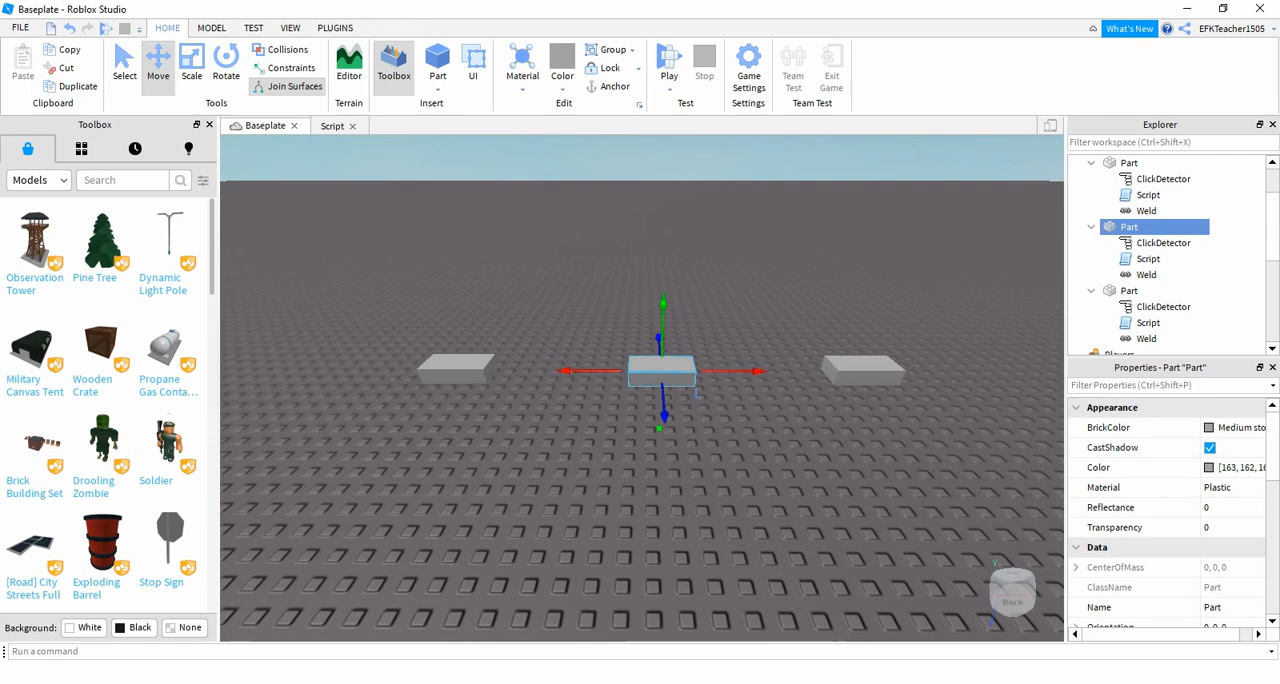 Baseplate - Roblox Studio
FILE HOME MODEL TEST VIEW PLUGINS What's New EFKTeacher1505
Paste Copy Cut Duplicate Clipboard
Select Move Scale Rotate Collisions Constraints Join Surfaces Tools
Editor Terrain
Toolbox Part UI Insert
Material Color Group Lock Anchor Edit
Play Stop Test
Game Settings Settings
Team Test Exit Game Team Test
Toolbox
Models Search
Observation Tower
Pine Tree
Dynamic Light Pole
Military Canvas Tent
Wooden Crate
Propane Gas Conta...
Brick Building Set
Drooling Zombie
Soldier
[Road] City Streets Full
Exploding Barrel
Stop Sign
Background: White Black None
Baseplate Script
Y
Back
Explorer
Filter workspace (Ctrl+Shift+X)
Part
ClickDetector
Script
Weld
Part
ClickDetector
Script
Weld
Part
ClickDetector
Script
Weld
Players
Properties - Part "Part"
Filter Properties (Ctrl+Shift+P)
Appearance
BrickColor Medium sto
CastShadow
Color [163, 162, 16
Material Plastic
Reflectance 0
Transparency 0
Data
CenterOfMass 0, 0, 0
ClassName Part
Name Part
Orientation 0, 0, 0
Run a command